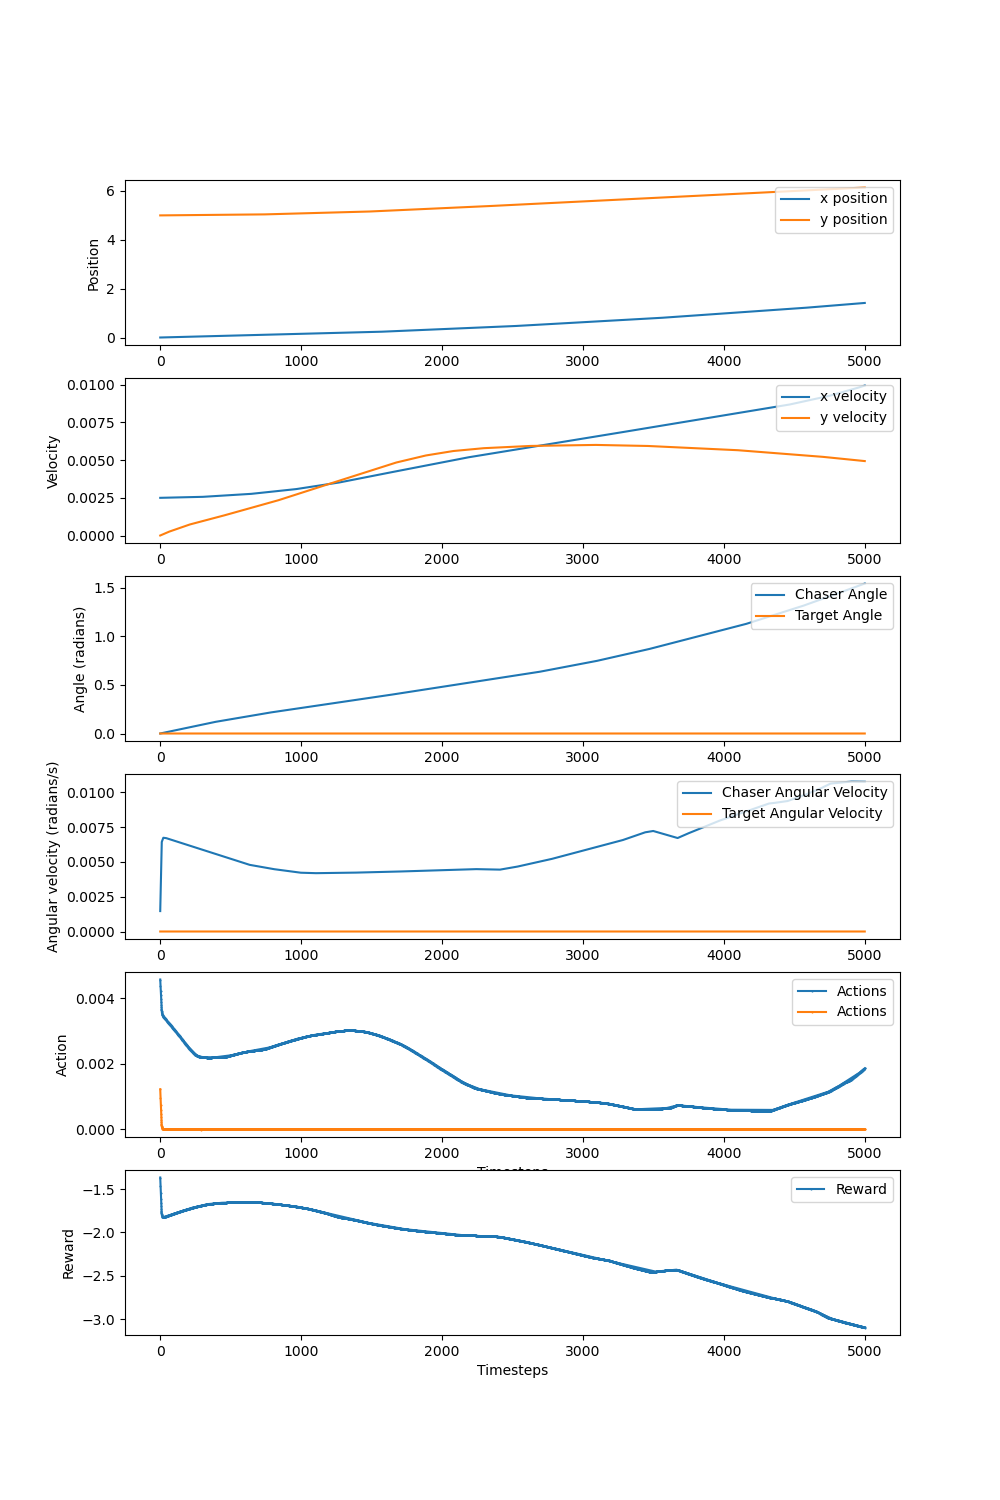 Position
6
4
2
0
x position
y position
0 1000 2000 3000 4000 5000
Velocity
0.0100
0.0075
0.0050
0.0025
0.0000
x velocity
y velocity
0 1000 2000 3000 4000 5000
Angle (radians)
1.5
1.0
0.5
0.0
Chaser Angle
Target Angle
0 1000 2000 3000 4000 5000
Angular velocity (radians/s)
0.0100
0.0075
0.0050
0.0025
0.0000
Chaser Angular Velocity
Target Angular Velocity
0 1000 2000 3000 4000 5000
Action
0.004
0.002
0.000
Actions
Actions
0 1000 2000 3000 4000 5000
Timesteps
Reward
−1.5
−2.0
−2.5
−3.0
Reward
0 1000 2000 3000 4000 5000
Timesteps